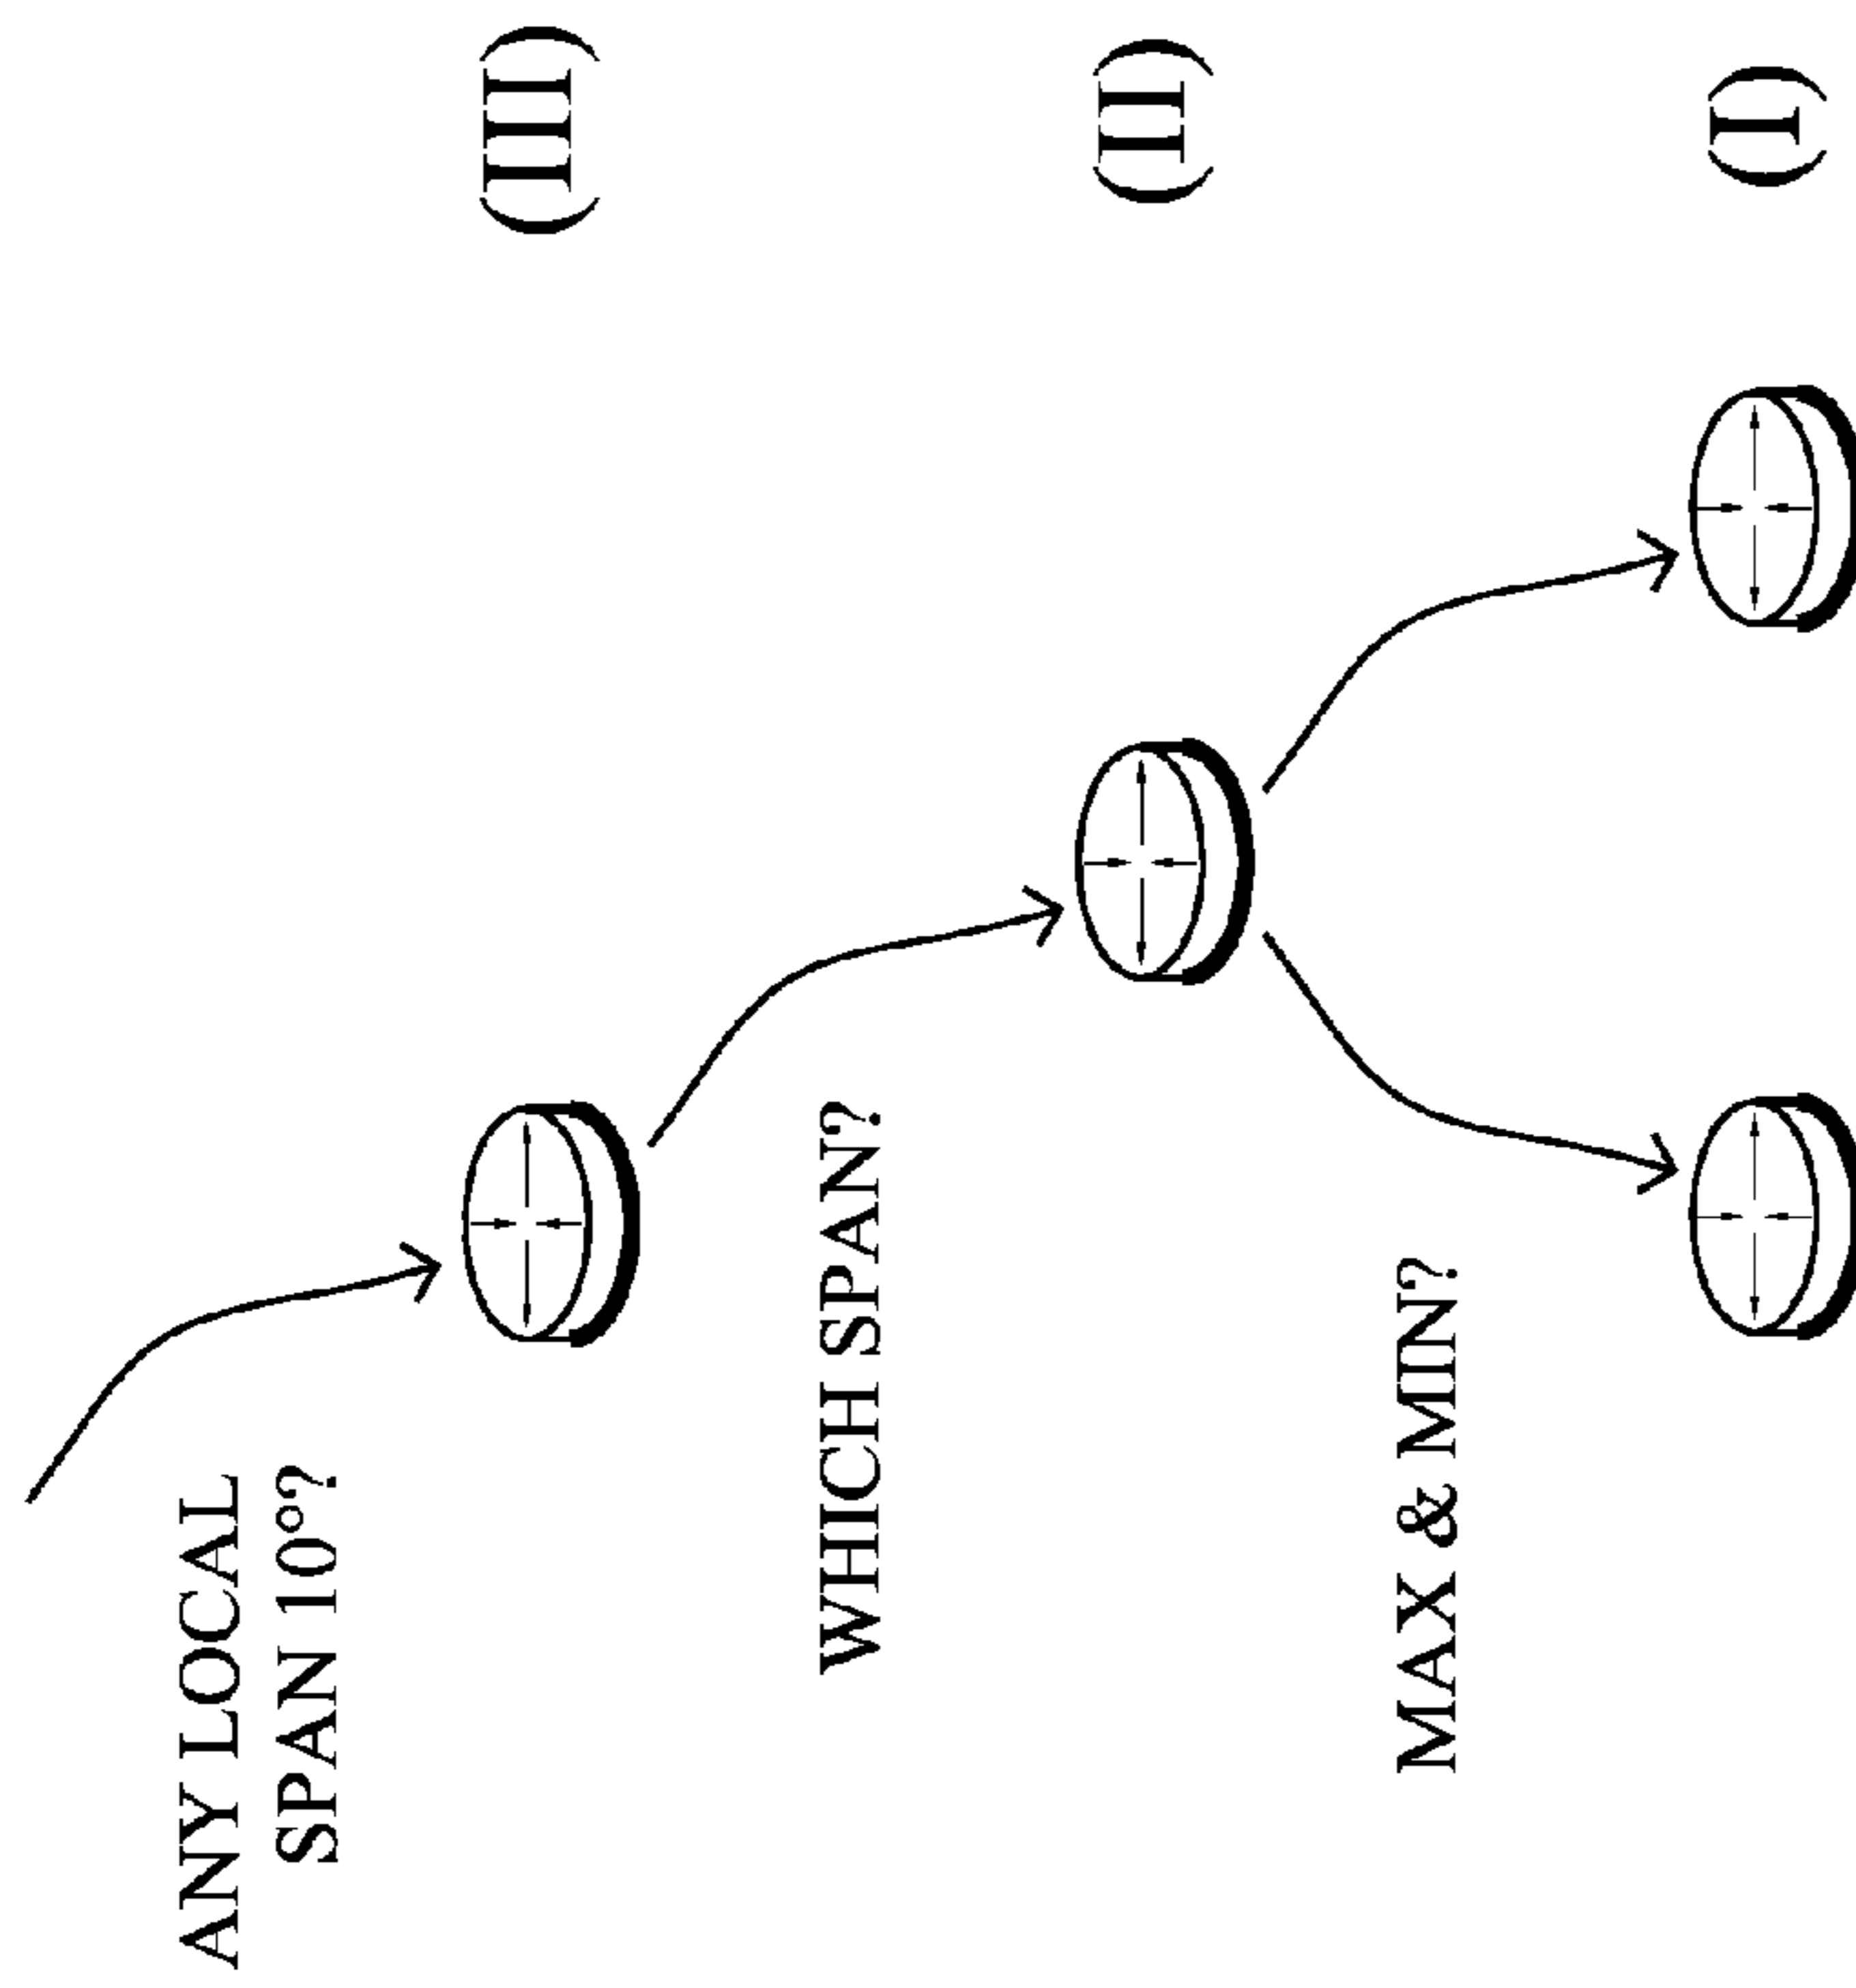 ANY LOCAL
SPAN 10°?
(III)
WHICH SPAN?
(II)
MAX & MIN?
(I)